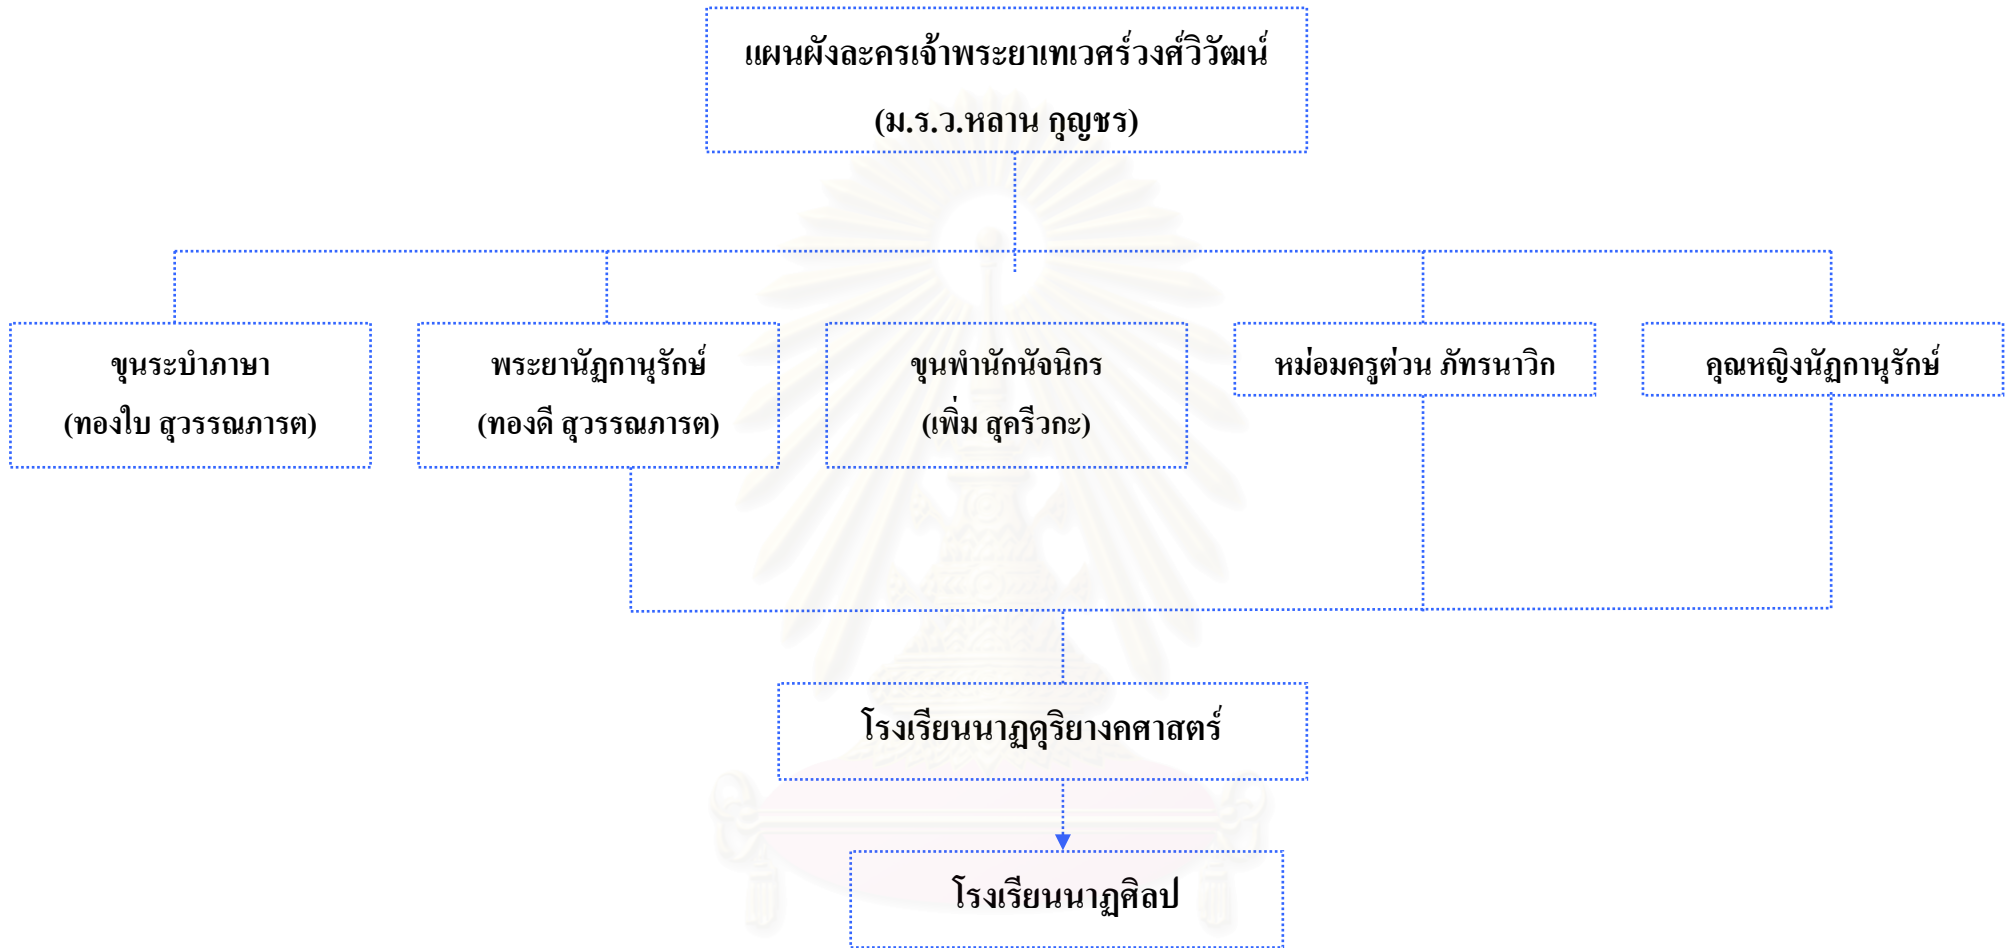 แผนผังละครเจ้าพระยาเทเวศร์วงศ์วิวัฒน์
(ม.ร.ว.หลาน กุญชร)
ขุนระบำภาษา
(ทองใบ สุวรรณภารต)
พระยานัฏกานุรักษ์
(ทองดี สุวรรณภารต)
ขุนพำนักนัจนิกร
(เพิ่ม สุครีวกะ)
หม่อมครูต่วน ภัทรนาวิก
คุณหญิงนัฏกานุรักษ์
โรงเรียนนาฏดุริยางคศาสตร์
โรงเรียนนาฏศิลป